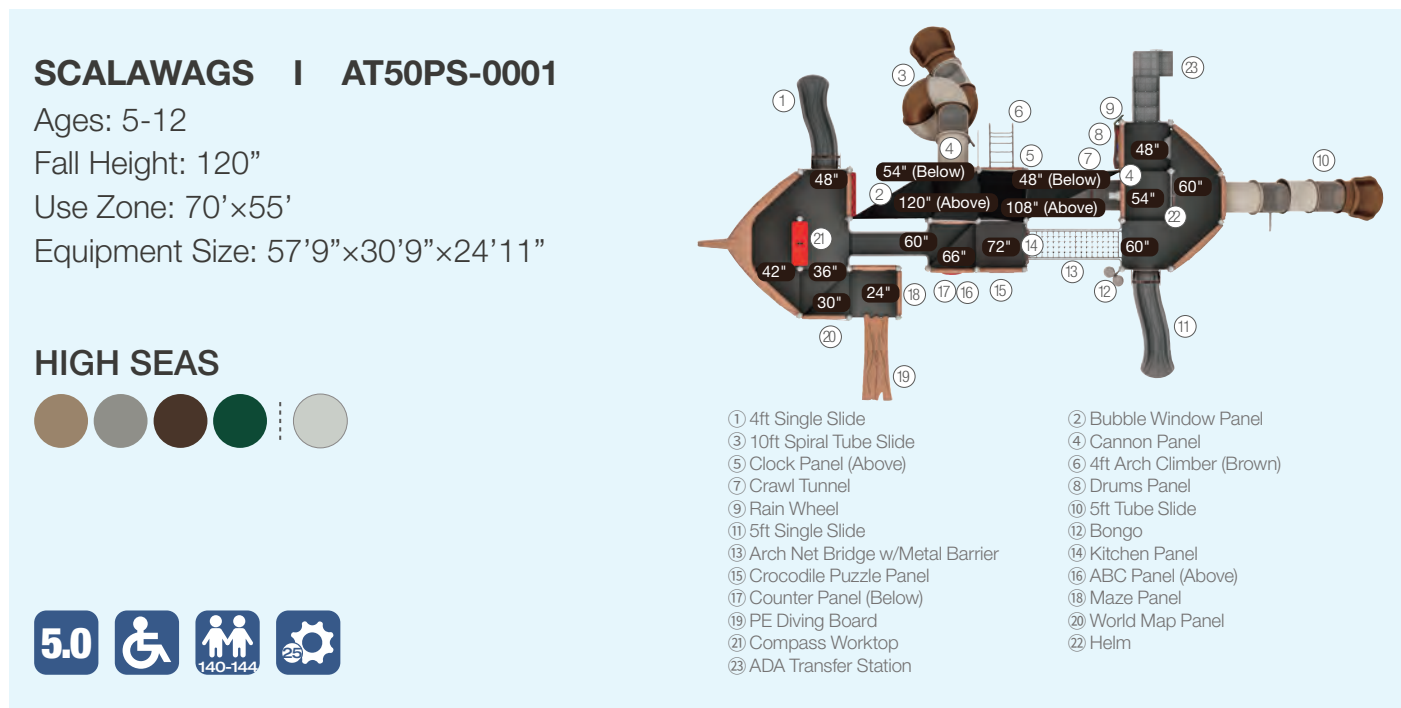 SCALAWAGS I AT50PS-0001
Ages: 5-12
Fall Height: 120”
Use Zone: 70’×55’
Equipment Size: 57’9”×30’9”×24’11”
HIGH SEAS
5.0
140-144
25
1
3
6
9
23
8
4
5
7
10
48"
54" (Below)
48" (Below)
4
48"
60"
2
120" (Above)
108" (Above)
54"
22
21
60"
66"
72"
14
60"
42"
36"
13
30"
24"
18
17
16
15
12
20
11
19
① 4ft Single Slide
② Bubble Window Panel
③ 10ft Spiral Tube Slide
④ Cannon Panel
⑤ Clock Panel (Above)
⑥ 4ft Arch Climber (Brown)
⑦ Crawl Tunnel
⑧ Drums Panel
⑨ Rain Wheel
⑩ 5ft Tube Slide
⑪ 5ft Single Slide
⑫ Bongo
⑬ Arch Net Bridge w/Metal Barrier
⑭ Kitchen Panel
⑮ Crocodile Puzzle Panel
⑯ ABC Panel (Above)
⑰ Counter Panel (Below)
⑱ Maze Panel
⑲ PE Diving Board
⑳ World Map Panel
㉑ Compass Worktop
㉒ Helm
㉓ ADA Transfer Station